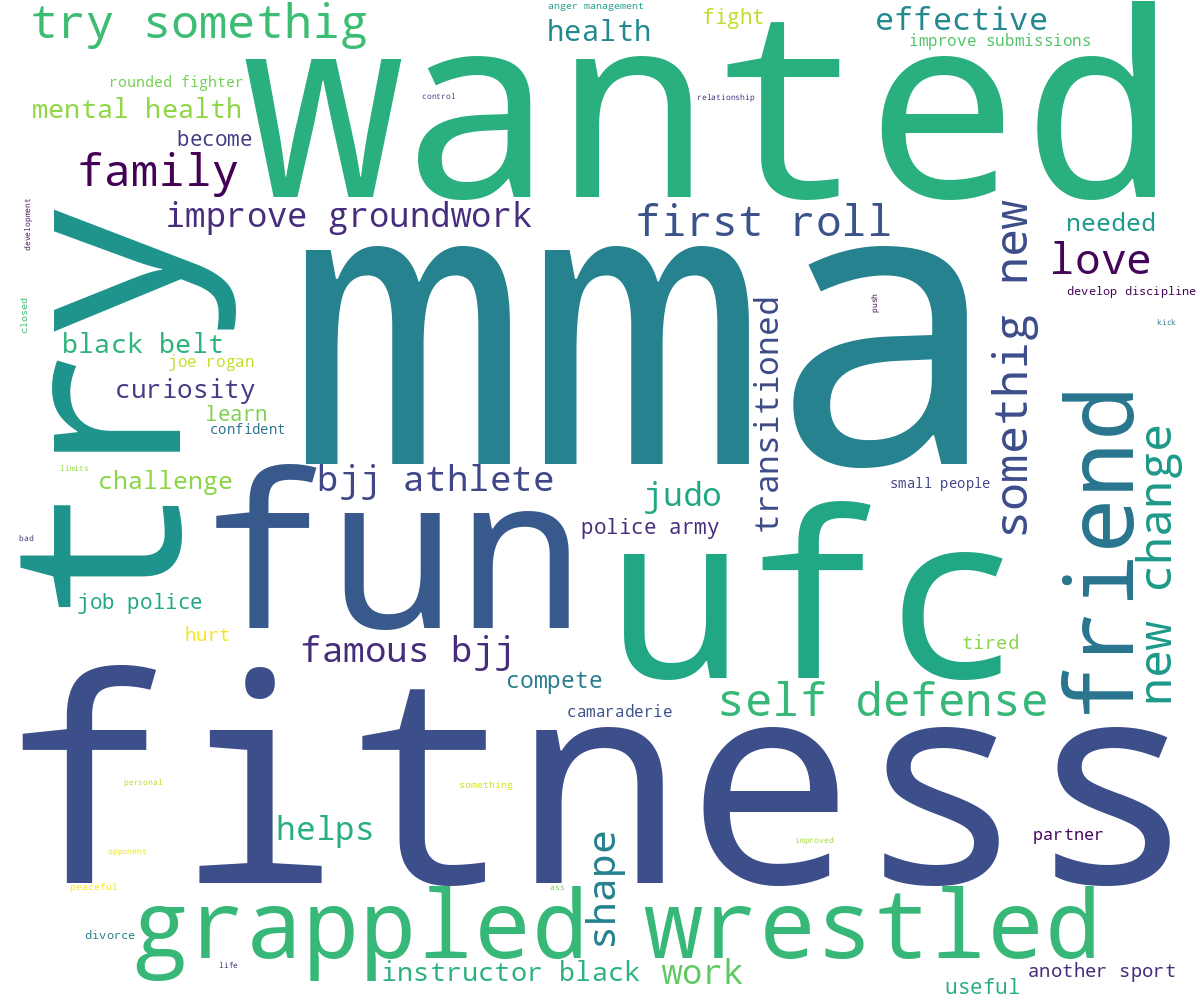 anger management
try somethig
health
fight
effective
improve submissions
wanted
rounded fighter
mental health
control
relationship
become
family
development
improve groundwork
first roll
something new
needed
love
develop discipline
try
mma
closed
push
kick
transitioned
black belt
joe rogan
curiosity
learn
confident
friend
new change
limits
challenge
bjj athlete
judo
small people
fun
police army
ufc
bad
job police
hurt
tired
famous bjj
compete
self defense
camaraderie
fitness
personal
something
helps
shape
improved
partner
opponent
peaceful
ass
grappled wrestled
divorce
life
instructor black
work
another sport
useful